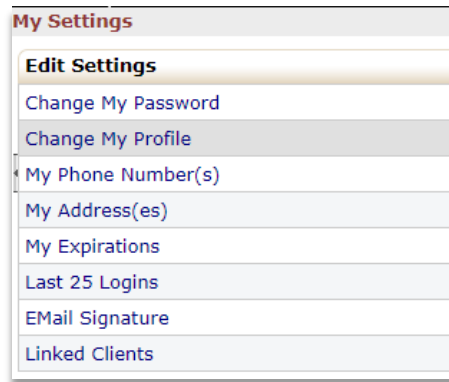 My Settings
Edit Settings
Change My Password
Change My Profile
My Phone Number(s)
My Address(es)
My Expirations
Last 25 Logins
EMail Signature
Linked Clients